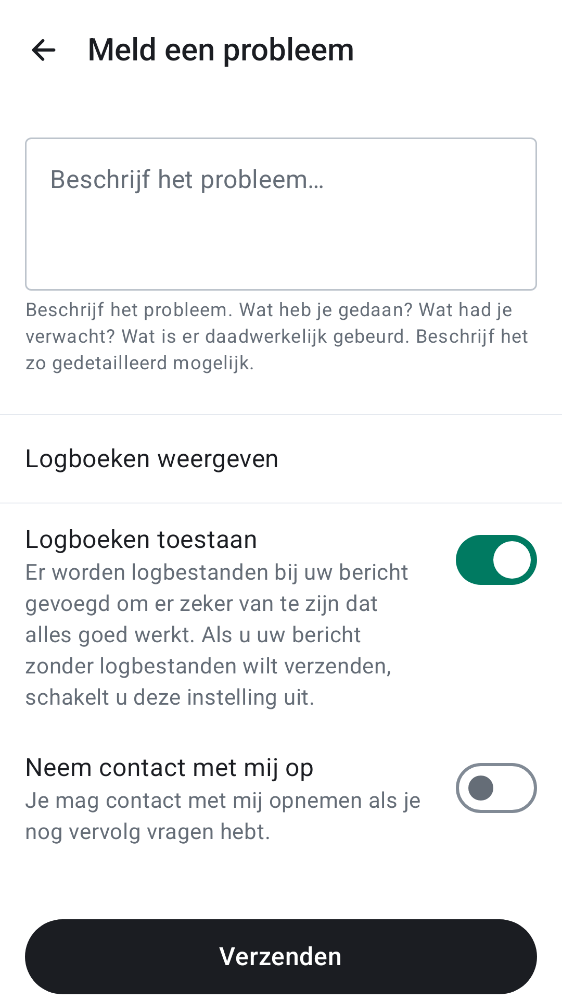 Meld een probleem
Beschrijf het probleem…
Beschrijf het probleem. Wat heb je gedaan? Wat had je
verwacht? Wat is er daadwerkelijk gebeurd. Beschrijf het
zo gedetailleerd mogelijk.
Logboeken weergeven
Logboeken toestaan
Er worden logbestanden bij uw bericht
gevoegd om er zeker van te zijn dat
alles goed werkt. Als u uw bericht
zonder logbestanden wilt verzenden,
schakelt u deze instelling uit.
Neem contact met mij op
Je mag contact met mij opnemen als je
nog vervolg vragen hebt.
Verzenden